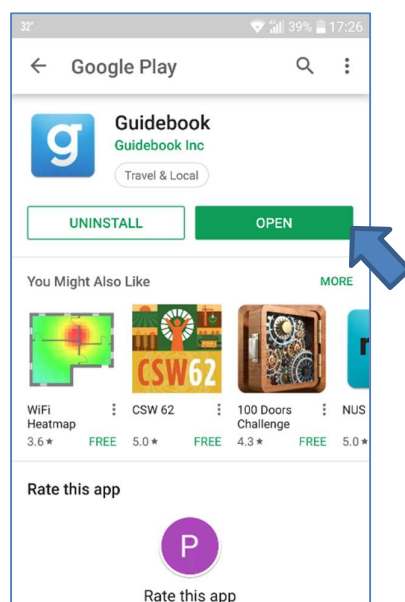 32°
39% 17:26
Google Play
g
Guidebook
Guidebook Inc
Travel & Local
UNINSTALL
OPEN
You Might Also Like
MORE
CSW62
WiFi
Heatmap
3.6★ FREE
CSW 62
5.0★ FREE
100 Doors
Challenge
4.3★ FREE
NUS
5.0★
Rate this app
P
Rate this app